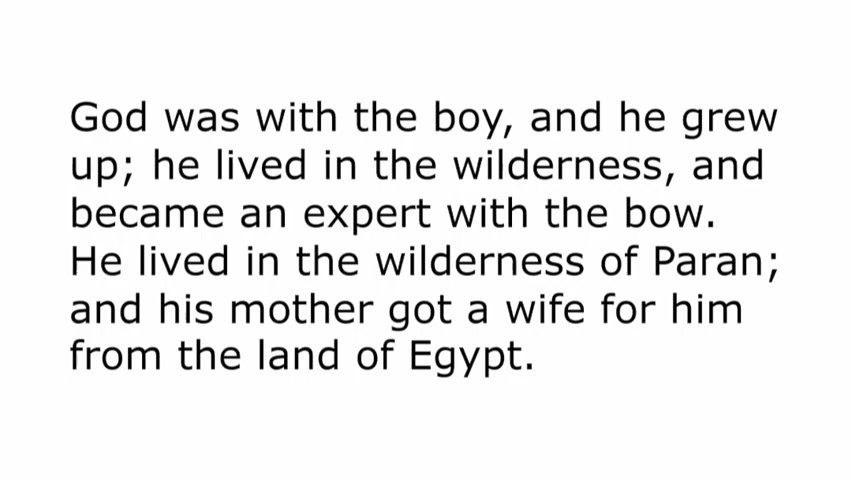 God was with the boy, and he grew
up; he lived in the wilderness, and
became an expert with the bow.
He lived in the wilderness of Paran;
and his mother got a wife for him
from the land of Egypt.